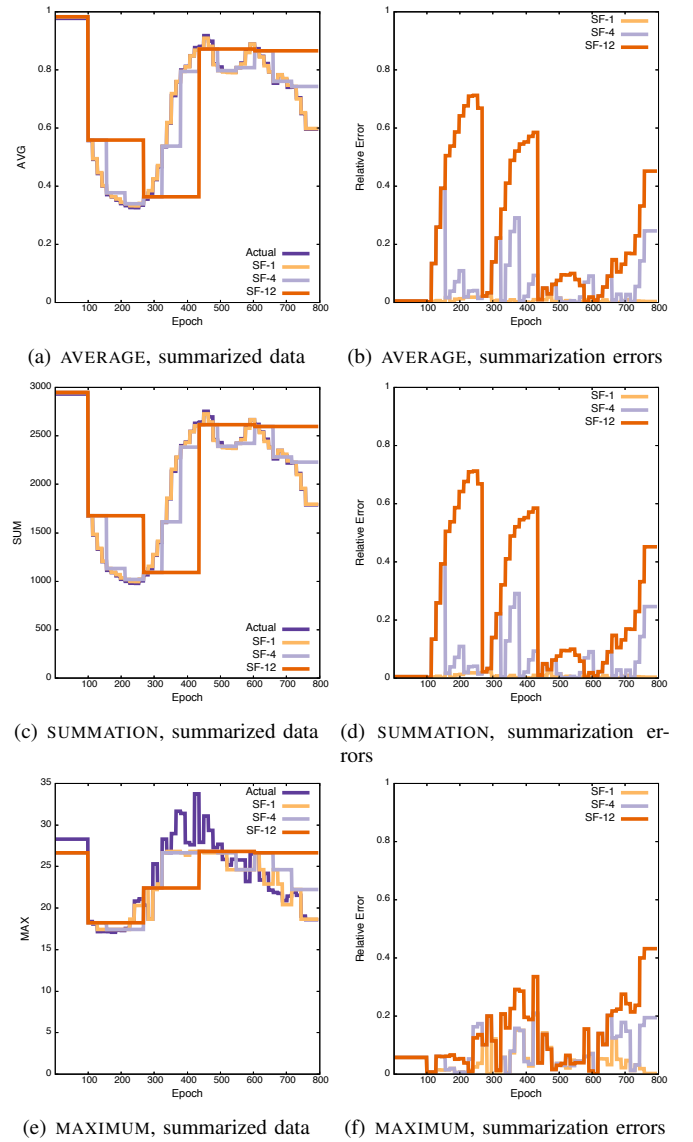 1
0.8
0.6
0.4
0.2
0
AVG
100 200 300 400 500 600 700 800
Epoch
Actual
SF-1
SF-4
SF-12
(a) AVERAGE, summarized data
1
0.8
0.6
0.4
0.2
0
Relative Error
100 200 300 400 500 600 700 800
Epoch
SF-1
SF-4
SF-12
(b) AVERAGE, summarization errors
3000
2500
2000
1500
1000
500
0
SUM
100 200 300 400 500 600 700 800
Epoch
Actual
SF-1
SF-4
SF-12
(c) SUMMATION, summarized data
1
0.8
0.6
0.4
0.2
0
Relative Error
100 200 300 400 500 600 700 800
Epoch
SF-1
SF-4
SF-12
(d) SUMMATION, summarization er-
rors
35
30
25
20
15
10
5
0
MAX
100 200 300 400 500 600 700 800
Epoch
Actual
SF-1
SF-4
SF-12
(e) MAXIMUM, summarized data
1
0.8
0.6
0.4
0.2
0
Relative Error
100 200 300 400 500 600 700 800
Epoch
SF-1
SF-4
SF-12
(f) MAXIMUM, summarization errors